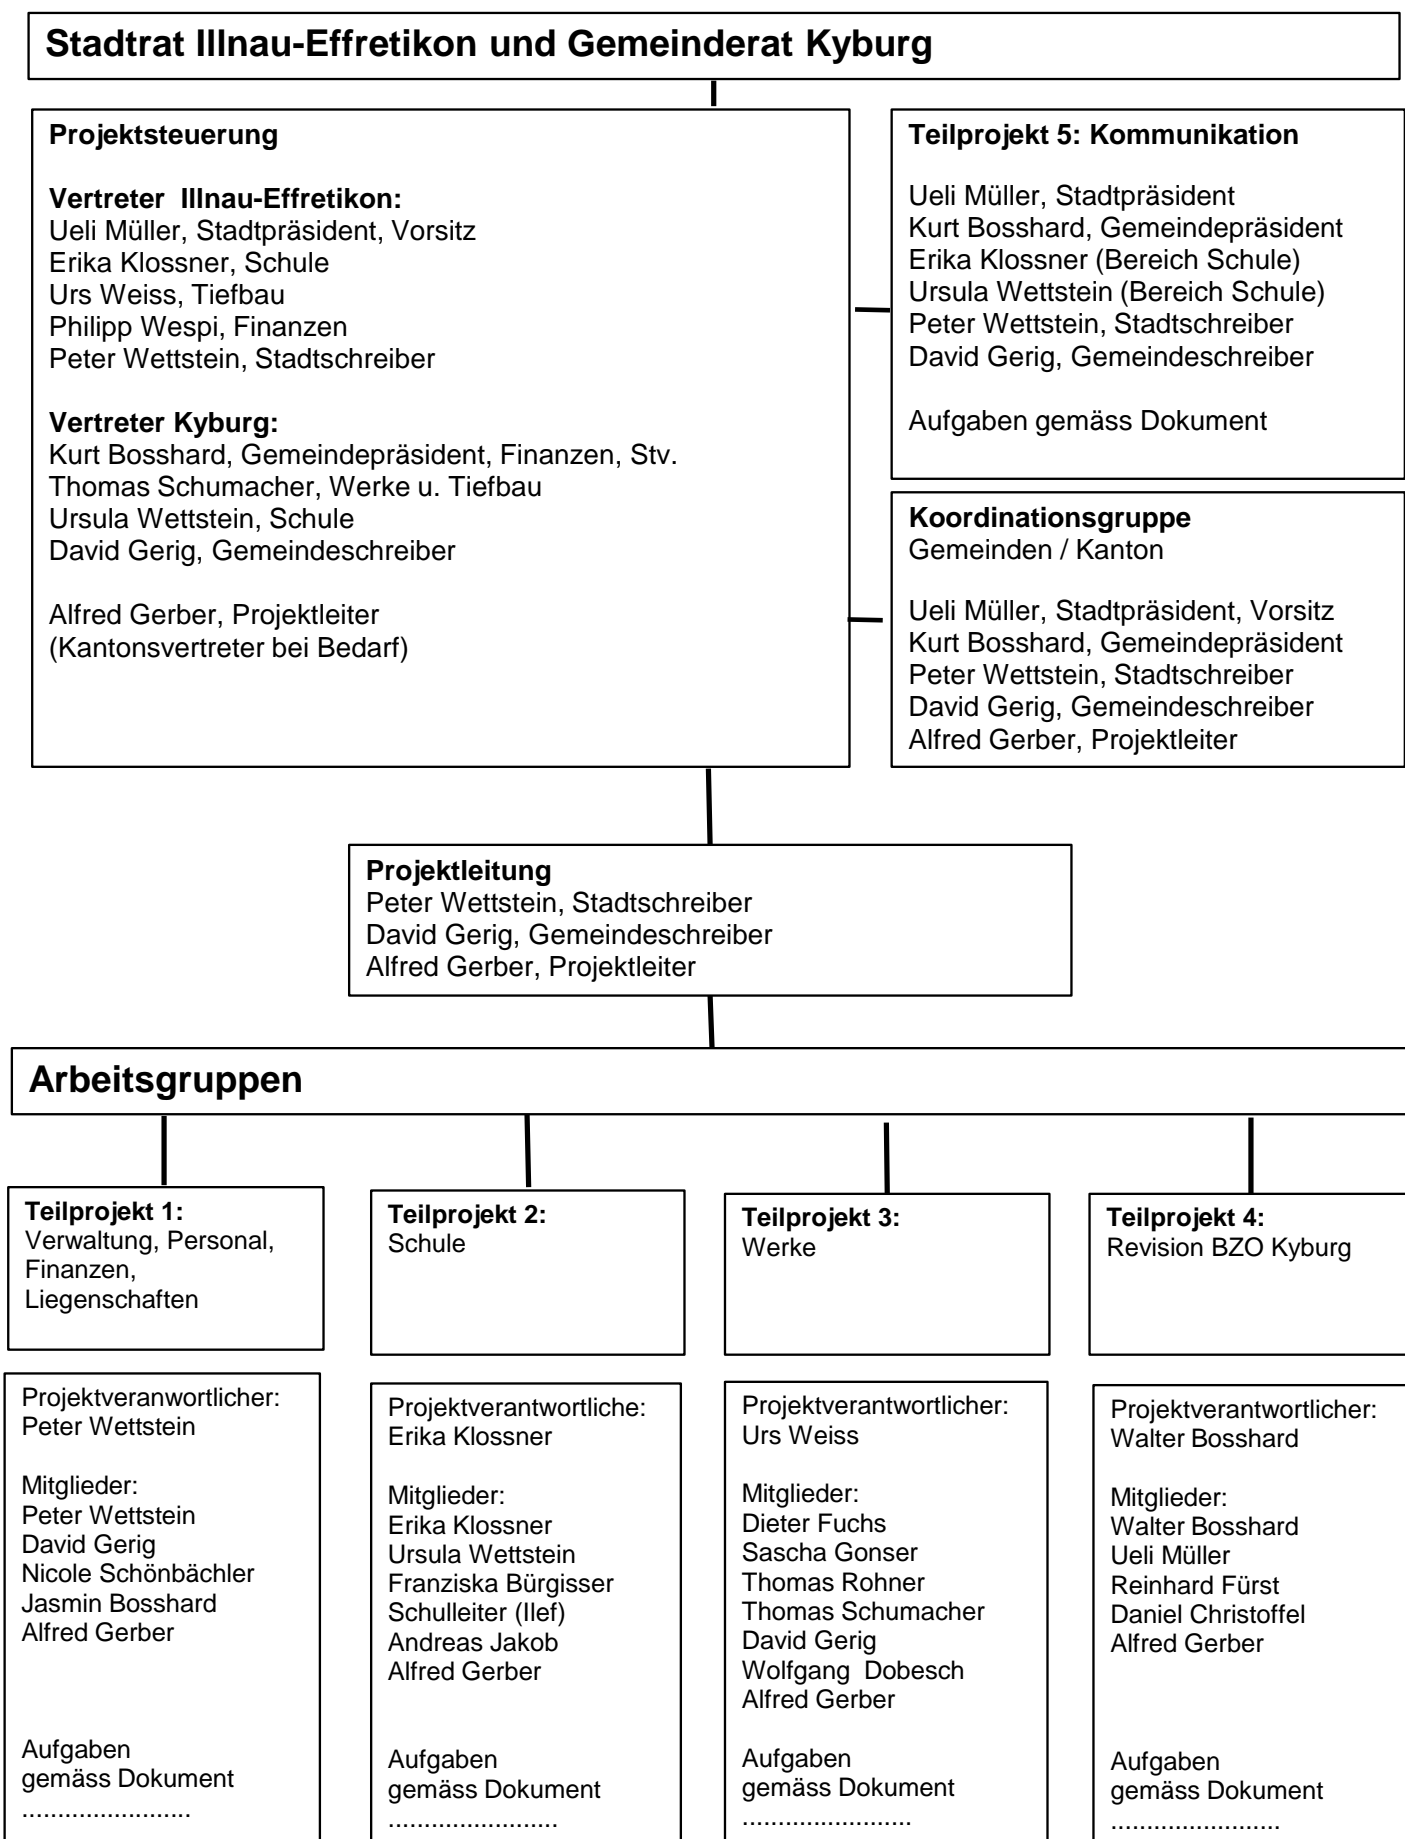 Stadtrat Illnau-Effretikon und Gemeinderat Kyburg
Projektsteuerung
Vertreter  Illnau-Effretikon:
Ueli Müller, Stadtpräsident, Vorsitz
Erika Klossner, Schule
Urs Weiss, Tiefbau
Philipp Wespi, Finanzen
Peter Wettstein, Stadtschreiber
Vertreter Kyburg:
Kurt Bosshard, Gemeindepräsident, Finanzen, Stv.
Thomas Schumacher, Werke u. Tiefbau
Ursula Wettstein, Schule
David Gerig, Gemeindeschreiber
Alfred Gerber, Projektleiter
(Kantonsvertreter bei Bedarf)
Teilprojekt 5: Kommunikation
Ueli Müller, Stadtpräsident
Kurt Bosshard, Gemeindepräsident
Erika Klossner (Bereich Schule)
Ursula Wettstein (Bereich Schule)
Peter Wettstein, Stadtschreiber
David Gerig, Gemeindeschreiber
Aufgaben gemäss Dokument
Koordinationsgruppe
Gemeinden / Kanton
Ueli Müller, Stadtpräsident, Vorsitz
Kurt Bosshard, Gemeindepräsident
Peter Wettstein, Stadtschreiber
David Gerig, Gemeindeschreiber
Alfred Gerber, Projektleiter
Projektleitung
Peter Wettstein, Stadtschreiber
David Gerig, Gemeindeschreiber
Alfred Gerber, Projektleiter
Arbeitsgruppen
Teilprojekt 1:
Verwaltung, Personal,
Finanzen,
Liegenschaften
Projektveranwortlicher:
Peter Wettstein
Mitglieder:
Peter Wettstein
David Gerig
Nicole Schönbächler
Jasmin Bosshard
Alfred Gerber
Aufgaben
gemäss Dokument
.......................
Teilprojekt 2:
Schule
Projektverantwortliche:
Erika Klossner
Mitglieder:
Erika Klossner
Ursula Wettstein
Franziska Bürgisser
Schulleiter (Ilef)
Andreas Jakob
Alfred Gerber
Aufgaben
gemäss Dokument
.......................
Teilprojekt 3:
Werke
Projektverantwortlicher:
Urs Weiss
Mitglieder:
Dieter Fuchs
Sascha Gonser
Thomas Rohner
Thomas Schumacher
David Gerig
Wolfgang  Dobesch
Alfred Gerber
Aufgaben
gemäss Dokument
.......................
Teilprojekt 4:
Revision BZO Kyburg
Projektverantwortlicher:
Walter Bosshard
Mitglieder:
Walter Bosshard
Ueli Müller
Reinhard Fürst
Daniel Christoffel
Alfred Gerber
Aufgaben
gemäss Dokument
.......................